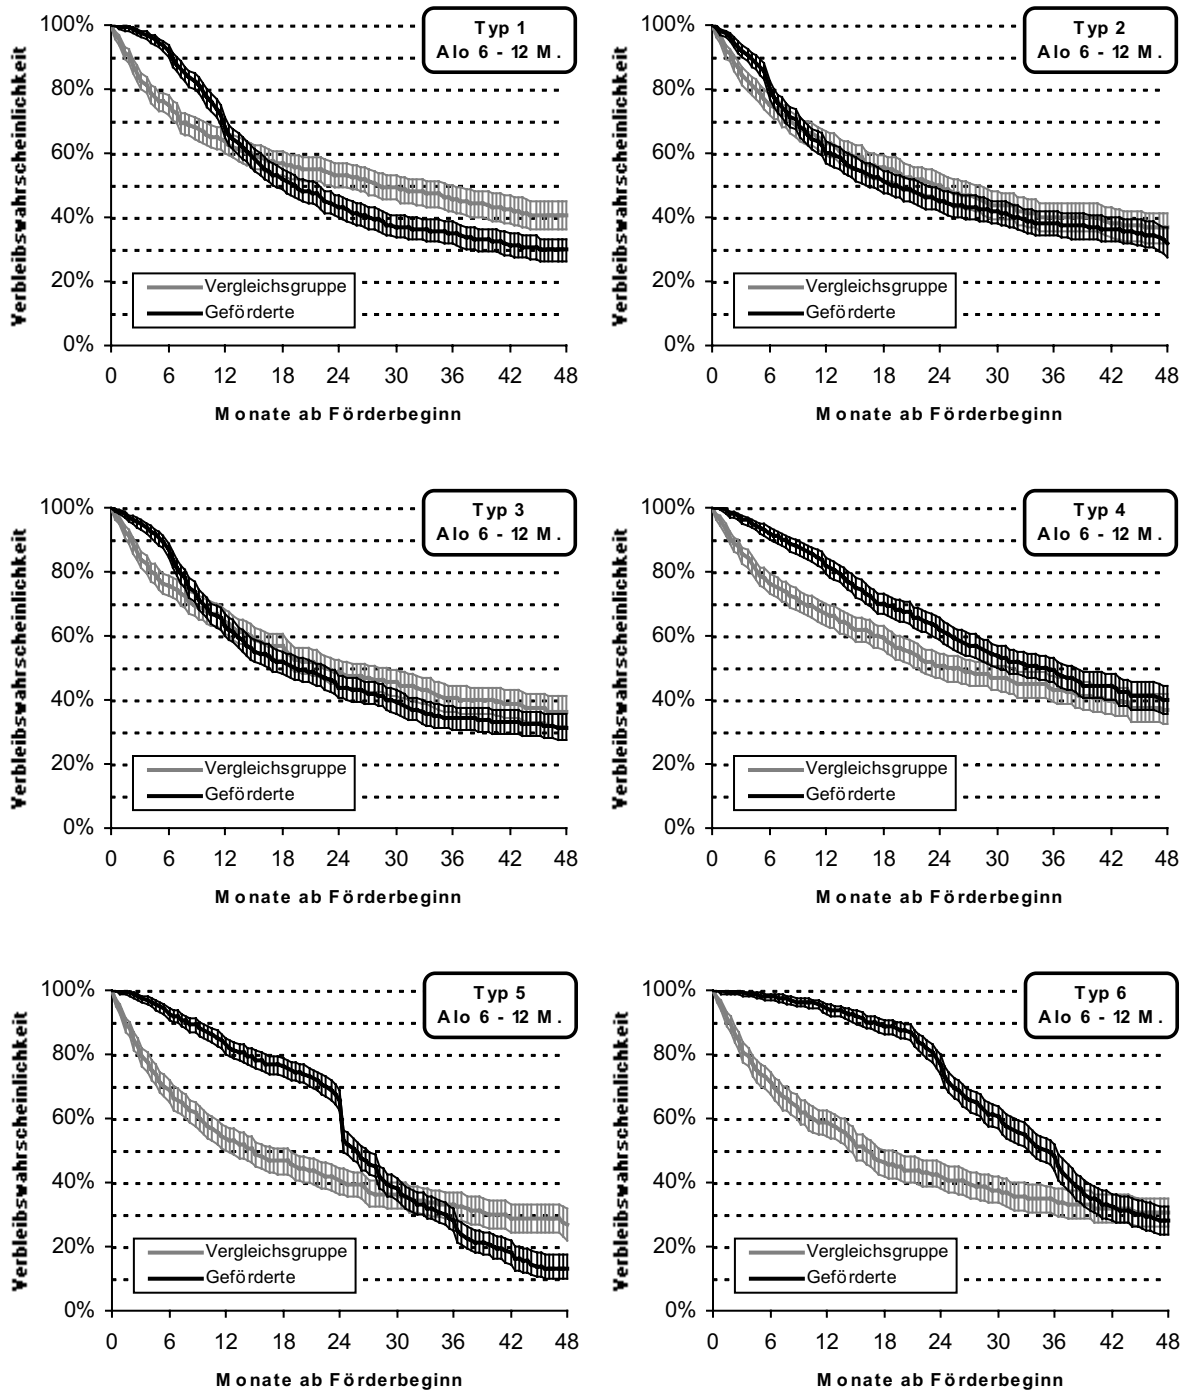 100%
80%
60%
40%
20%
0%
Verbleibswahrscheinlichkeit
Typ 1
Alo 6 - 12 M.
Vergleichsgruppe
Geförderte
0 6 12 18 24 30 36 42 48
Monate ab Förderbeginn
100%
80%
60%
40%
20%
0%
Verbleibswahrscheinlichkeit
Typ 2
Alo 6 - 12 M.
Vergleichsgruppe
Geförderte
0 6 12 18 24 30 36 42 48
Monate ab Förderbeginn
100%
80%
60%
40%
20%
0%
Verbleibswahrscheinlichkeit
Typ 3
Alo 6 - 12 M.
Vergleichsgruppe
Geförderte
0 6 12 18 24 30 36 42 48
Monate ab Förderbeginn
100%
80%
60%
40%
20%
0%
Verbleibswahrscheinlichkeit
Typ 4
Alo 6 - 12 M.
Vergleichsgruppe
Geförderte
0 6 12 18 24 30 36 42 48
Monate ab Förderbeginn
100%
80%
60%
40%
20%
0%
Verbleibswahrscheinlichkeit
Typ 5
Alo 6 - 12 M.
Vergleichsgruppe
Geförderte
0 6 12 18 24 30 36 42 48
Monate ab Förderbeginn
100%
80%
60%
40%
20%
0%
Verbleibswahrscheinlichkeit
Typ 6
Alo 6 - 12 M.
Vergleichsgruppe
Geförderte
0 6 12 18 24 30 36 42 48
Monate ab Förderbeginn